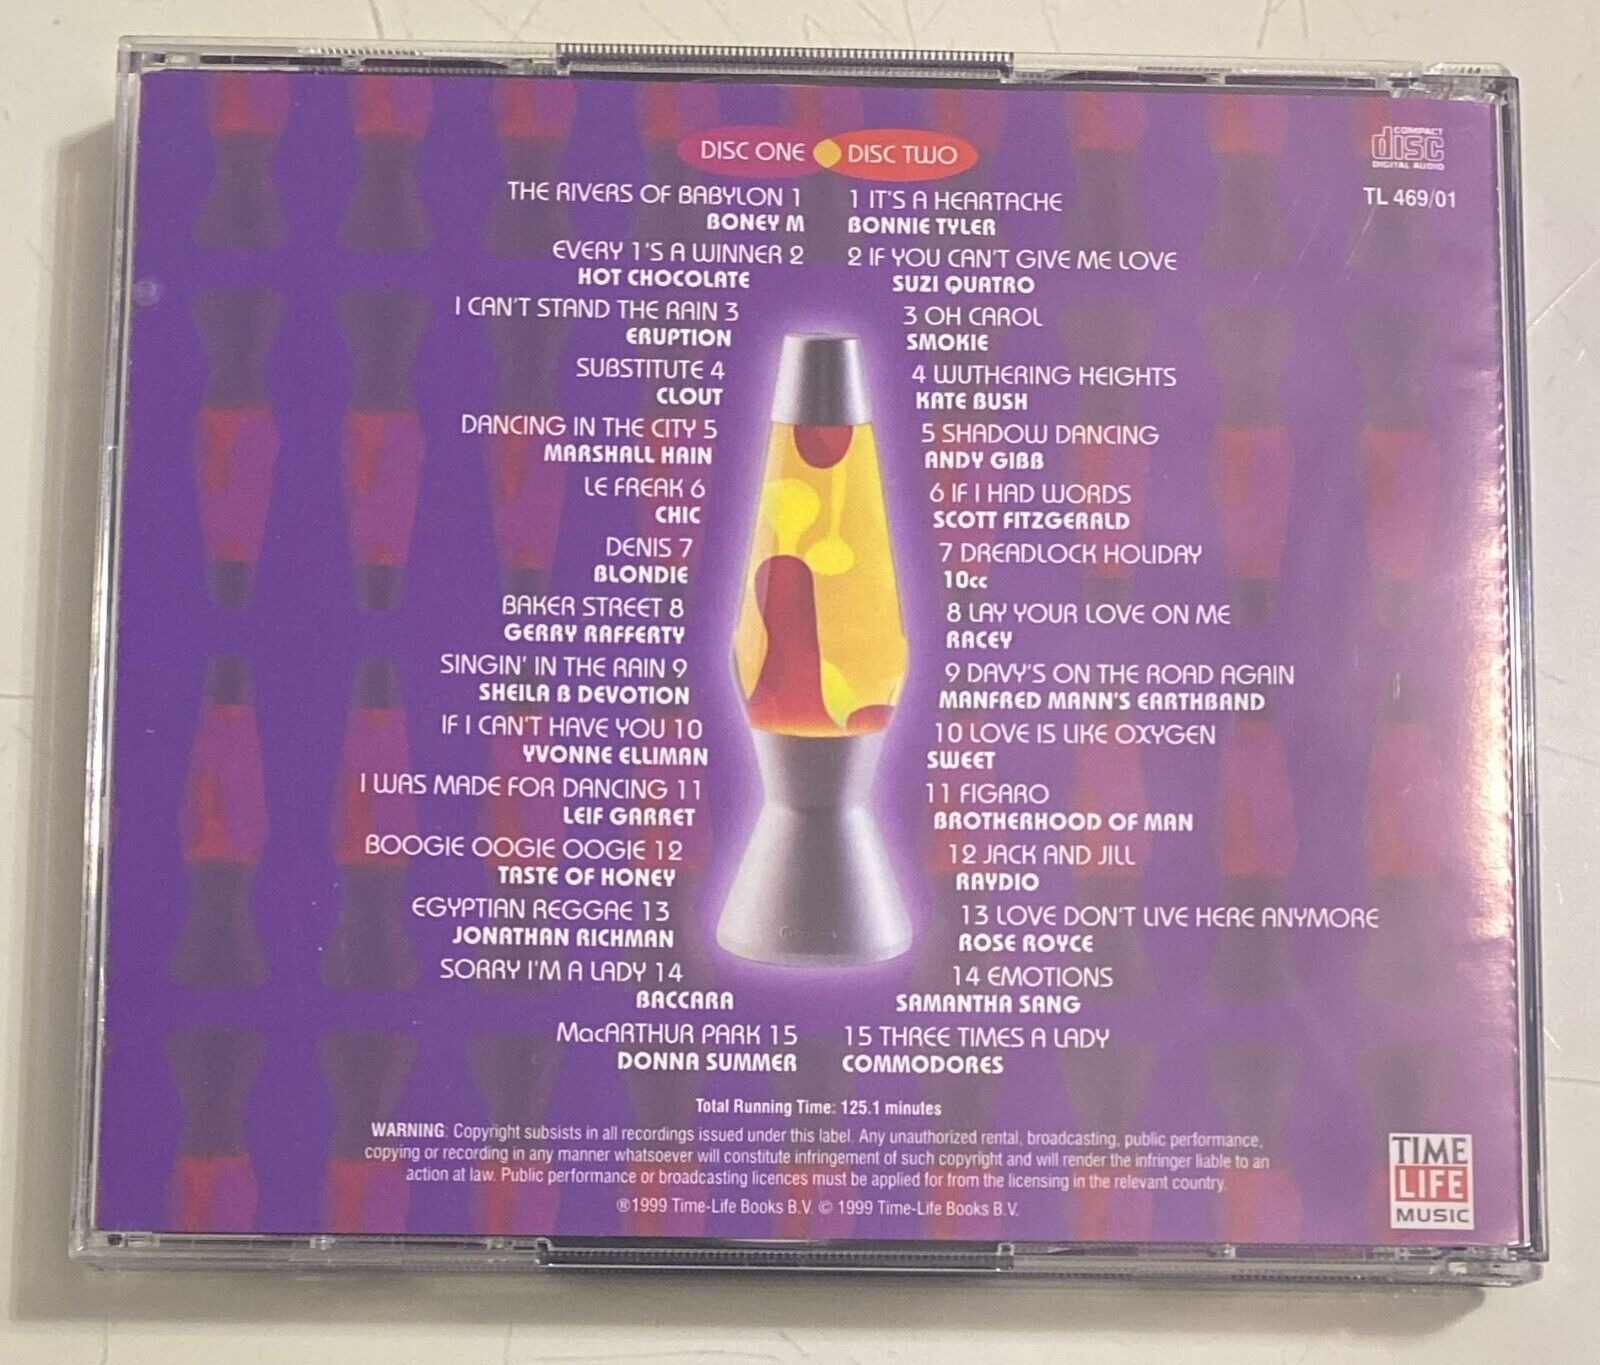 DISC ONE
THE RIVERS OF BABYLON 1
BONEY M
EVERY 1'S A WINNER 2
HOT CHOCOLATE
I CAN'T STAND THE RAIN 3
ERUPTION
SUBSTITUTE 4
CLOUT
DANCING IN THE CITY 5
MARSHALL HAIN
LE FREAK 6
CHIC
DENIS 7
BLONDIE
BAKER STREET 8
GERRY RAFFERTY
SINGIN' IN THE RAIN 9
SHEILA B DEVOTION
IF I CAN'T HAVE YOU 10
YVONNE ELLIMAN
I WAS MADE FOR DANCING 11
LEIF GARRET
BOOGIE OOGIE OOGIE 12
TASTE OF HONEY
EGYPTIAN REGGAE 13
JONATHAN RICHMAN
SORRY I'M A LADY 14
BACCARA
MacARTHUR PARK 15
DONNA SUMMER
DISC TWO
1 IT'S A HEARTACHE
BONNIE TYLER
2 IF YOU CAN'T GIVE ME LOVE
SUZI QUATRO
3 OH CAROL
SMOKIE
4 WUTHERING HEIGHTS
KATE BUSH
5 SHADOW DANCING
ANDY GIBB
6 IF I HAD WORDS
SCOTT FITZGERALD
7 DREADLOCK HOLIDAY
10cc
8 LAY YOUR LOVE ON ME
RACEY
9 DAVY'S ON THE ROAD AGAIN
MANFRED MANN'S EARTHBAND
10 LOVE IS LIKE OXYGEN
SWEET
11 FIGARO
BROTHERHOOD OF MAN
12 JACK AND JILL
RAYDIO
13 LOVE DON'T LIVE HERE ANYMORE
ROSE ROYCE
14 EMOTIONS
SAMANTHA SANG
15 THREE TIMES A LADY
COMMODORES
COMPACT
disc
DIGITAL AUDIO
TL 469/01
Total Running Time: 125.1 minutes
WARNING: Copyright subsists in all recordings issued under this label. Any unauthorized rental, broadcasting, public performance,
copying or recording in any manner whatsoever will constitute infringement of such copyright and will render the infringer liable to an
action at law. Public performance or broadcasting licences must be applied for from the licensing in the relevant country.
®1999 Time-Life Books B.V. © 1999 Time-Life Books B.V.
TIME
LIFE
MUSIC